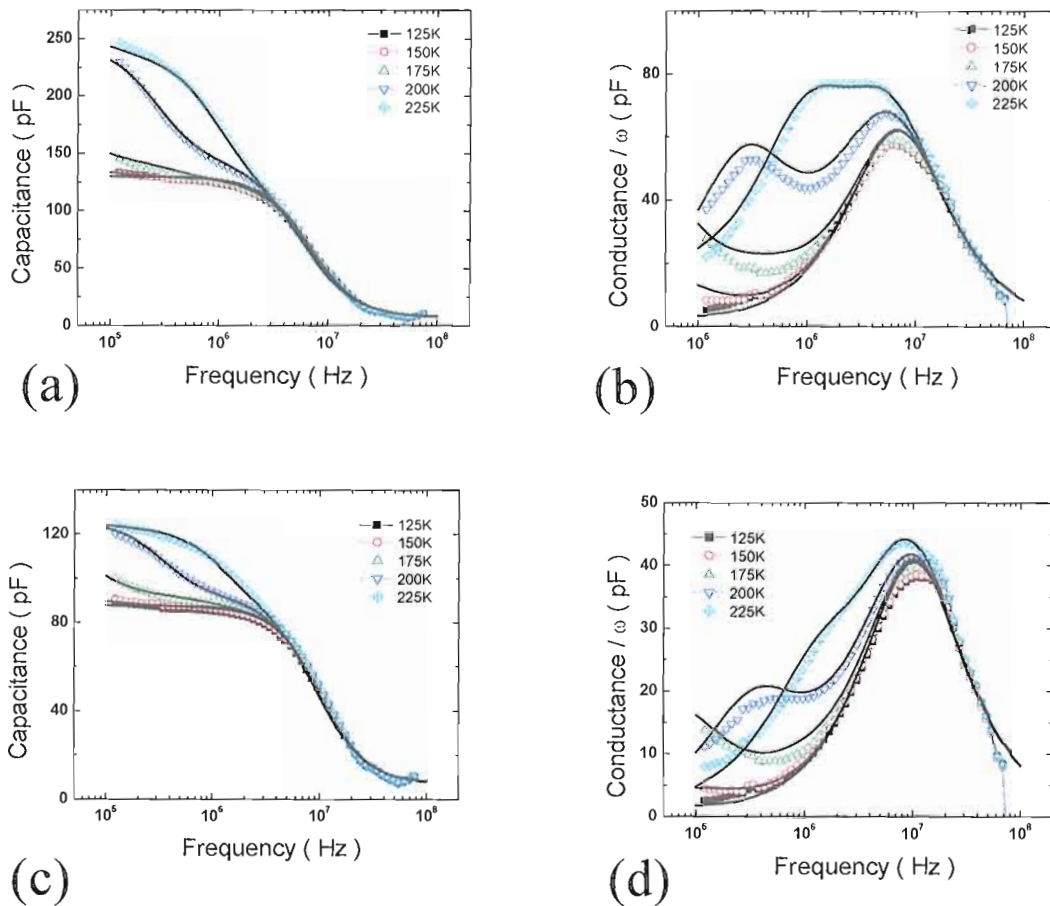 250
200
150
100
50
0
Capacitance ( pF )
125K
150K
175K
200K
225K
10⁵
10⁶
10⁷
10⁸
Frequency ( Hz )
(a)
80
40
0
Conductance / ω ( pF )
125K
150K
175K
200K
225K
10⁵
10⁶
10⁷
10⁸
Frequency ( Hz )
(b)
120
80
40
0
Capacitance ( pF )
125K
150K
175K
200K
225K
10⁵
10⁶
10⁷
10⁸
Frequency ( Hz )
(c)
50
40
30
20
10
0
Conductance / ω ( pF )
125K
150K
175K
200K
225K
10⁵
10⁶
10⁷
10⁸
Frequency ( Hz )
(d)